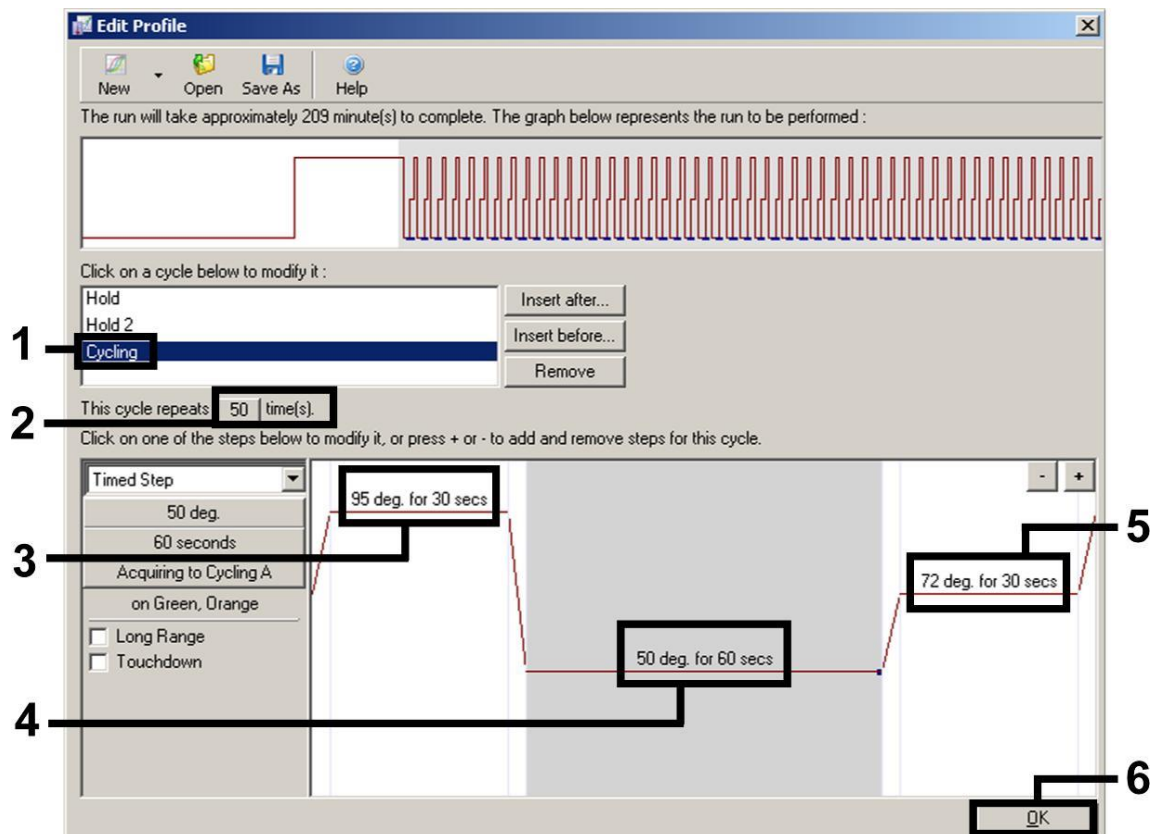 Edit Profile
New Open Save As Help
The run will take approximately 209 minute(s) to complete. The graph below represents the run to be performed :
Click on a cycle below to modify it :
Hold
Hold 2
Cycling
Insert after...
Insert before...
Remove
1
This cycle repeats 50 time(s).
2
Click on one of the steps below to modify it, or press + or - to add and remove steps for this cycle.
Timed Step
50 deg.
60 seconds
Acquiring to Cycling A
on Green, Orange
Long Range
Touchdown
95 deg. for 30 secs
3
50 deg. for 60 secs
4
- +
72 deg. for 30 secs
5
OK
6